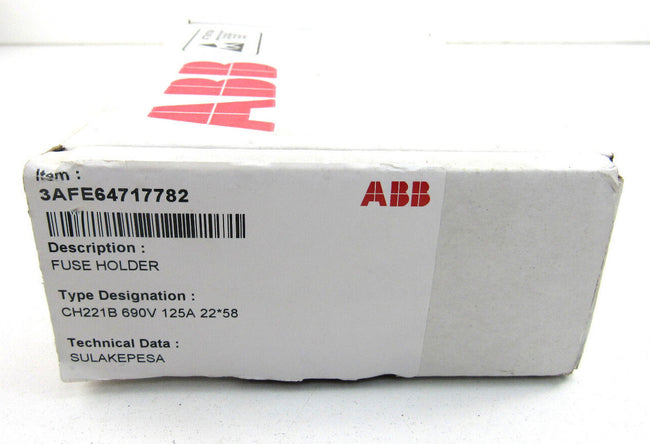 ABB
Item :
3AFE64717782
ABB
Description :
FUSE HOLDER
Type Designation :
CH221B 690V 125A 22*58
Technical Data :
SULAKEPESA